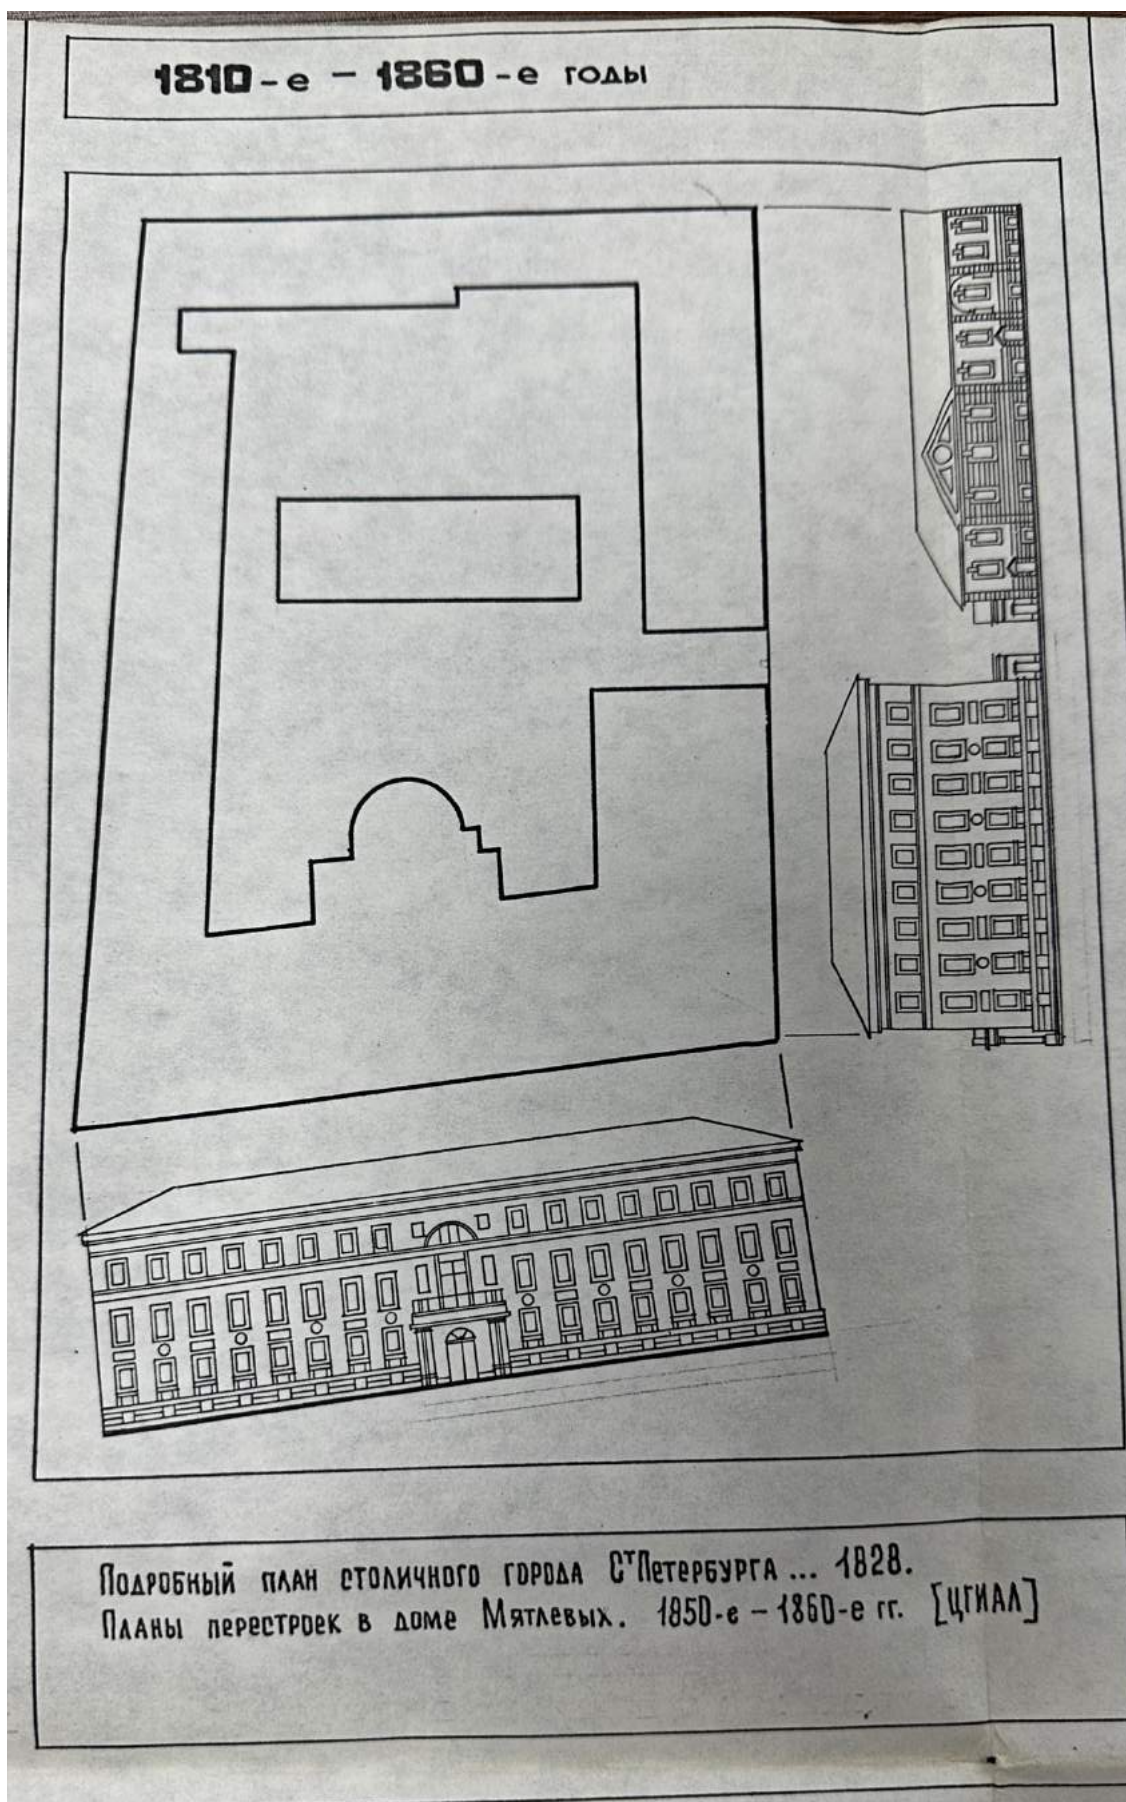 1810-е – 1860-е годы
Подробный план столичного города СтПетербурга... 1828.
Планы перестроек в доме Мятлевых. 1850-е – 1860-е гг. [ЦГИАЛ]